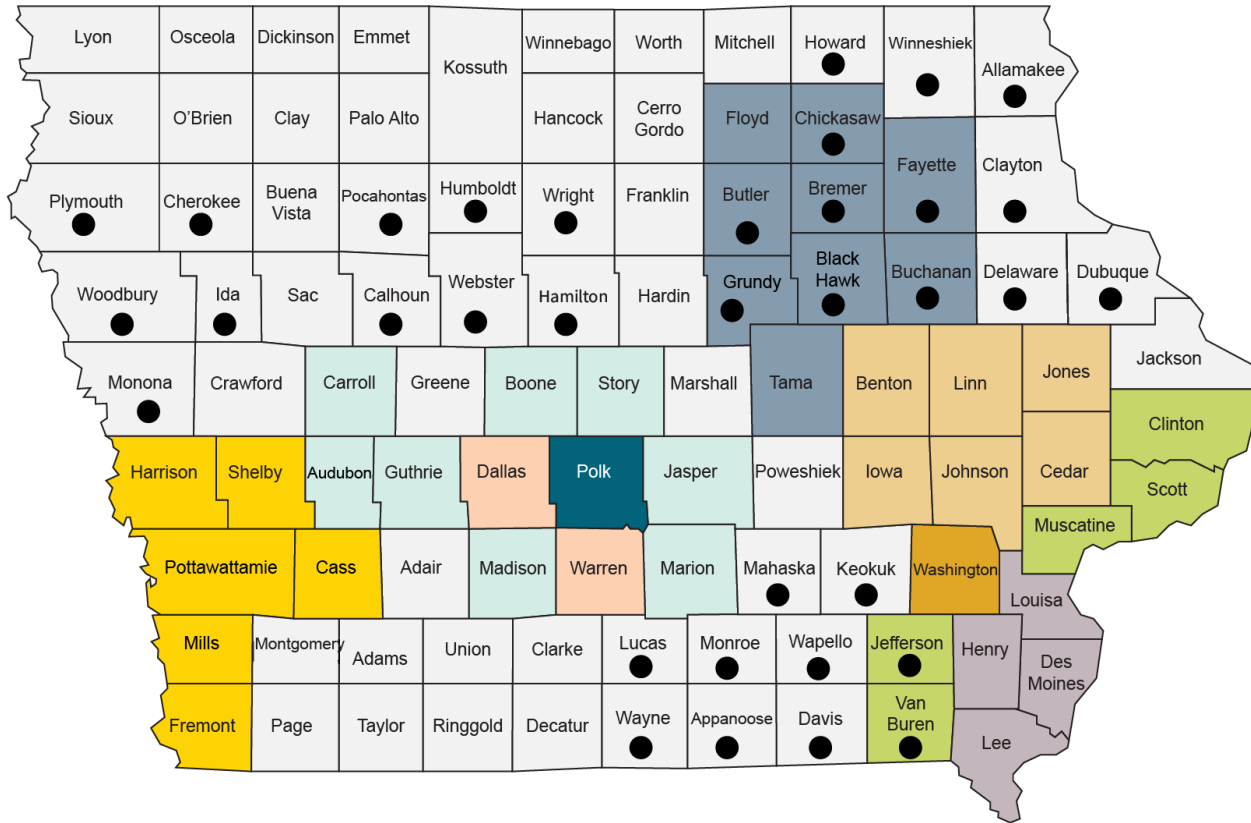 Lyon
Osceola
Dickinson
Emmet
Kossuth
Winnebago
Worth
Mitchell
Howard
Winneshiek
Allamakee
Sioux
O'Brien
Clay
Palo Alto
Hancock
Cerro
Gordo
Floyd
Chickasaw
Fayette
Clayton
Plymouth
Cherokee
Buena
Vista
Pocahontas
Humboldt
Wright
Franklin
Butler
Bremer
Woodbury
Ida
Sac
Calhoun
Webster
Hamilton
Hardin
Grundy
Black
Hawk
Buchanan
Delaware
Dubuque
Monona
Crawford
Carroll
Greene
Boone
Story
Marshall
Tama
Benton
Linn
Jones
Jackson
Clinton
Harrison
Shelby
Audubon
Guthrie
Dallas
Polk
Jasper
Poweshiek
Iowa
Johnson
Cedar
Scott
Muscatine
Pottawattamie
Cass
Adair
Madison
Warren
Marion
Mahaska
Keokuk
Washington
Louisa
Mills
Montgomery
Adams
Union
Clarke
Lucas
Monroe
Wapello
Jefferson
Henry
Des
Moines
Fremont
Page
Taylor
Ringgold
Decatur
Wayne
Appanoose
Davis
Van
Buren
Lee